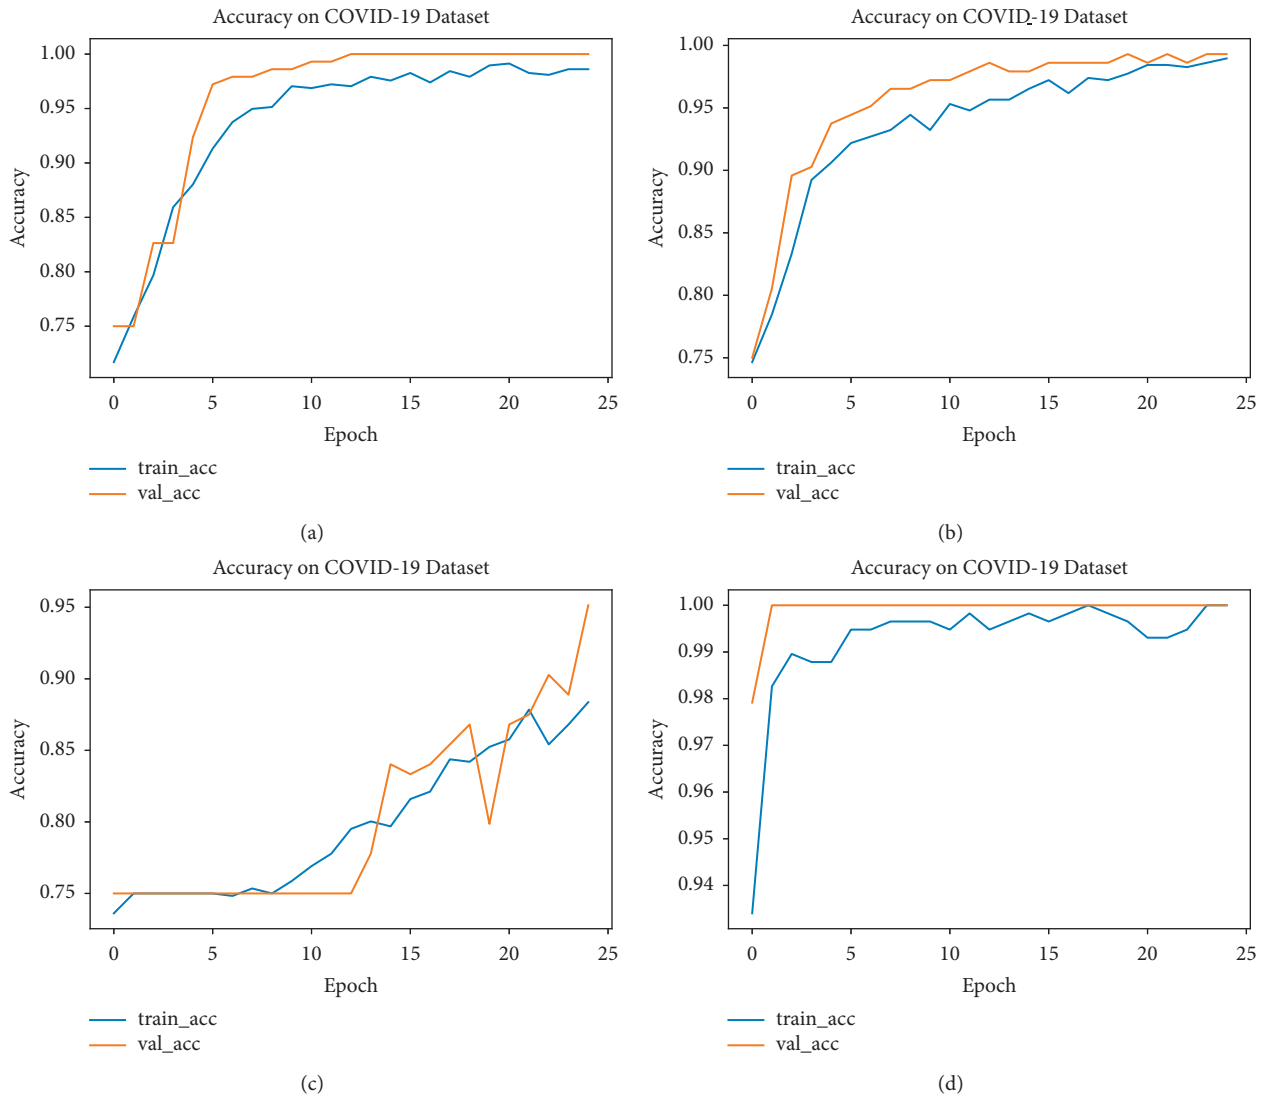 Accuracy on COVID-19 Dataset
1.00
0.95
0.90
0.85
0.80
0.75
Accuracy
0 5 10 15 20 25
Epoch
train_acc
val_acc
(a)
Accuracy on COVID-19 Dataset
1.00
0.95
0.90
0.85
0.80
0.75
Accuracy
0 5 10 15 20 25
Epoch
train_acc
val_acc
(b)
Accuracy on COVID-19 Dataset
0.95
0.90
0.85
0.80
0.75
Accuracy
0 5 10 15 20 25
Epoch
train_acc
val_acc
(c)
Accuracy on COVID-19 Dataset
1.00
0.99
0.98
0.97
0.96
0.95
0.94
Accuracy
0 5 10 15 20 25
Epoch
train_acc
val_acc
(d)